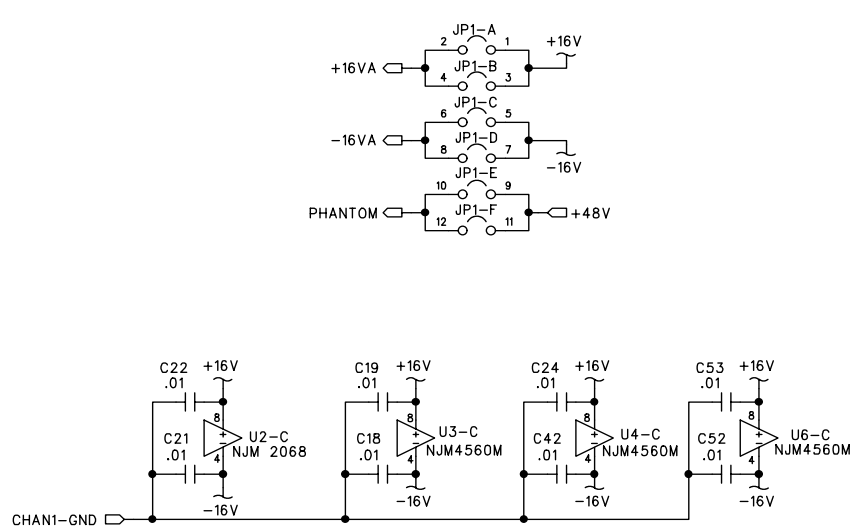 JP1-A
2 1 +16V
+16VA JP1-B
4 3
JP1-C
6 5
-16VA JP1-D
8 7 -16V
JP1-E
10 9
PHANTOM JP1-F +48V
12 11
C22 +16V C19 +16V C24 +16V C53 +16V
.01 .01 .01 .01
8 8 8 8
C21 + U2-C C18 + U3-C C42 + U4-C C52 + U6-C
.01 - NJM 2068 .01 - NJM4560M .01 - NJM4560M .01 - NJM4560M
4 4 4 4
-16V -16V -16V -16V
CHAN1-GND